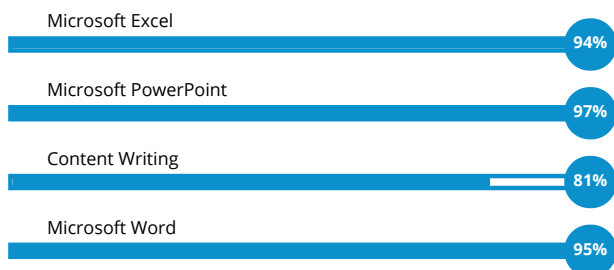 Microsoft Excel
94%
Microsoft PowerPoint
97%
Content Writing
81%
Microsoft Word
95%